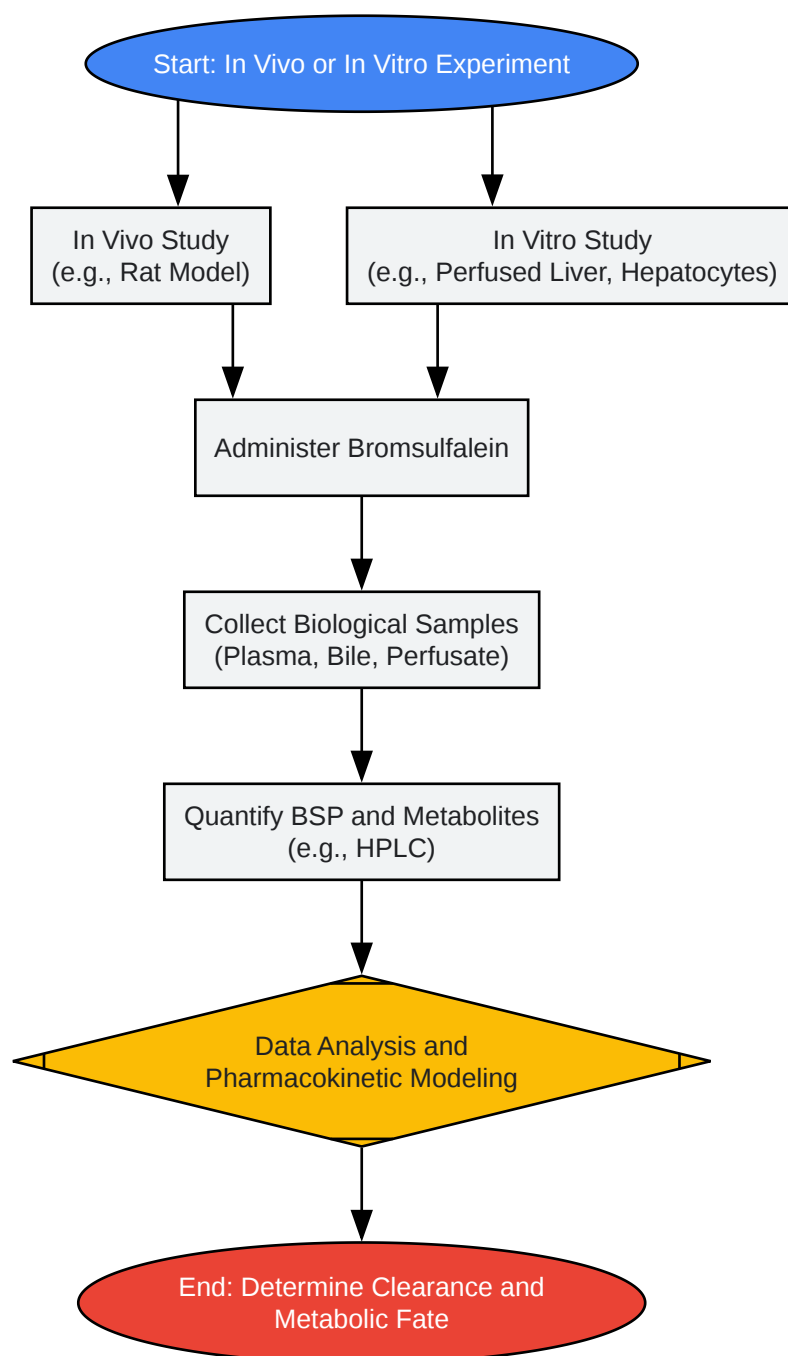 Start: In Vivo or In Vitro Experiment
In Vivo Study
(e.g., Rat Model)
In Vitro Study
(e.g., Perfused Liver, Hepatocytes)
Administer Bromsulfalein
Collect Biological Samples
(Plasma, Bile, Perfusate)
Quantify BSP and Metabolites
(e.g., HPLC)
Data Analysis and
Pharmacokinetic Modeling
End: Determine Clearance and
Metabolic Fate